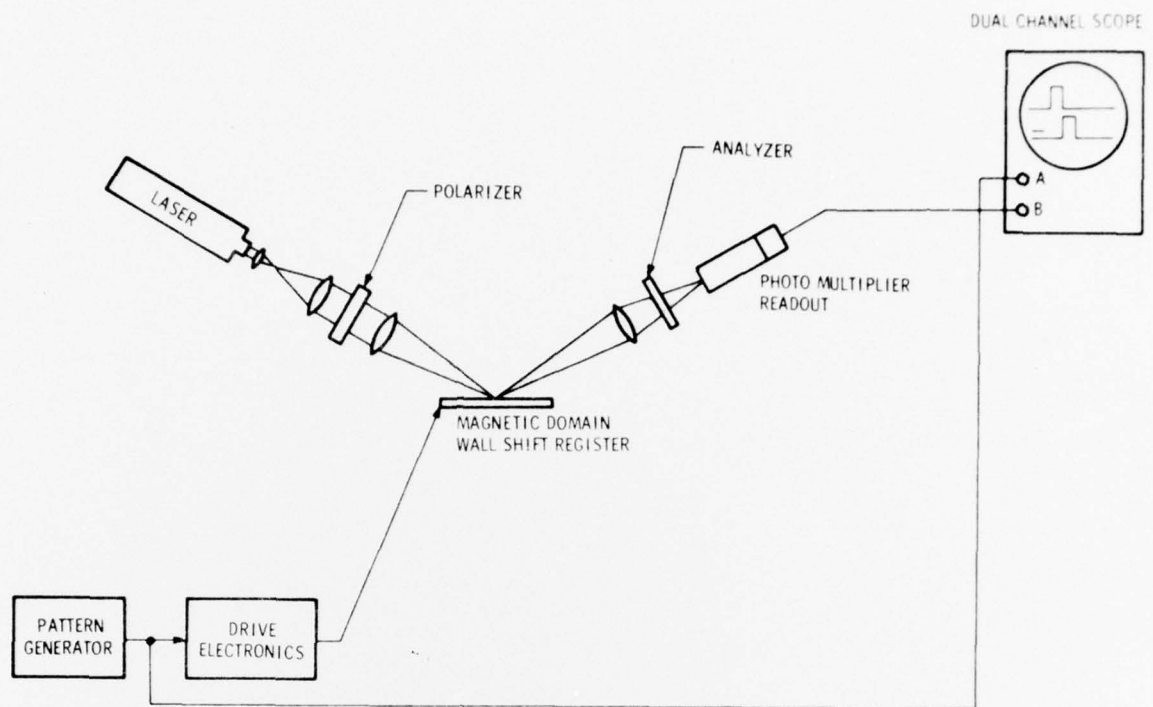 DUAL CHANNEL SCOPE
ANALYZER
POLARIZER
LASER
A
B
PHOTO MULTIPLIER
READOUT
MAGNETIC DOMAIN
WALL SHIFT REGISTER
PATTERN
GENERATOR
DRIVE
ELECTRONICS